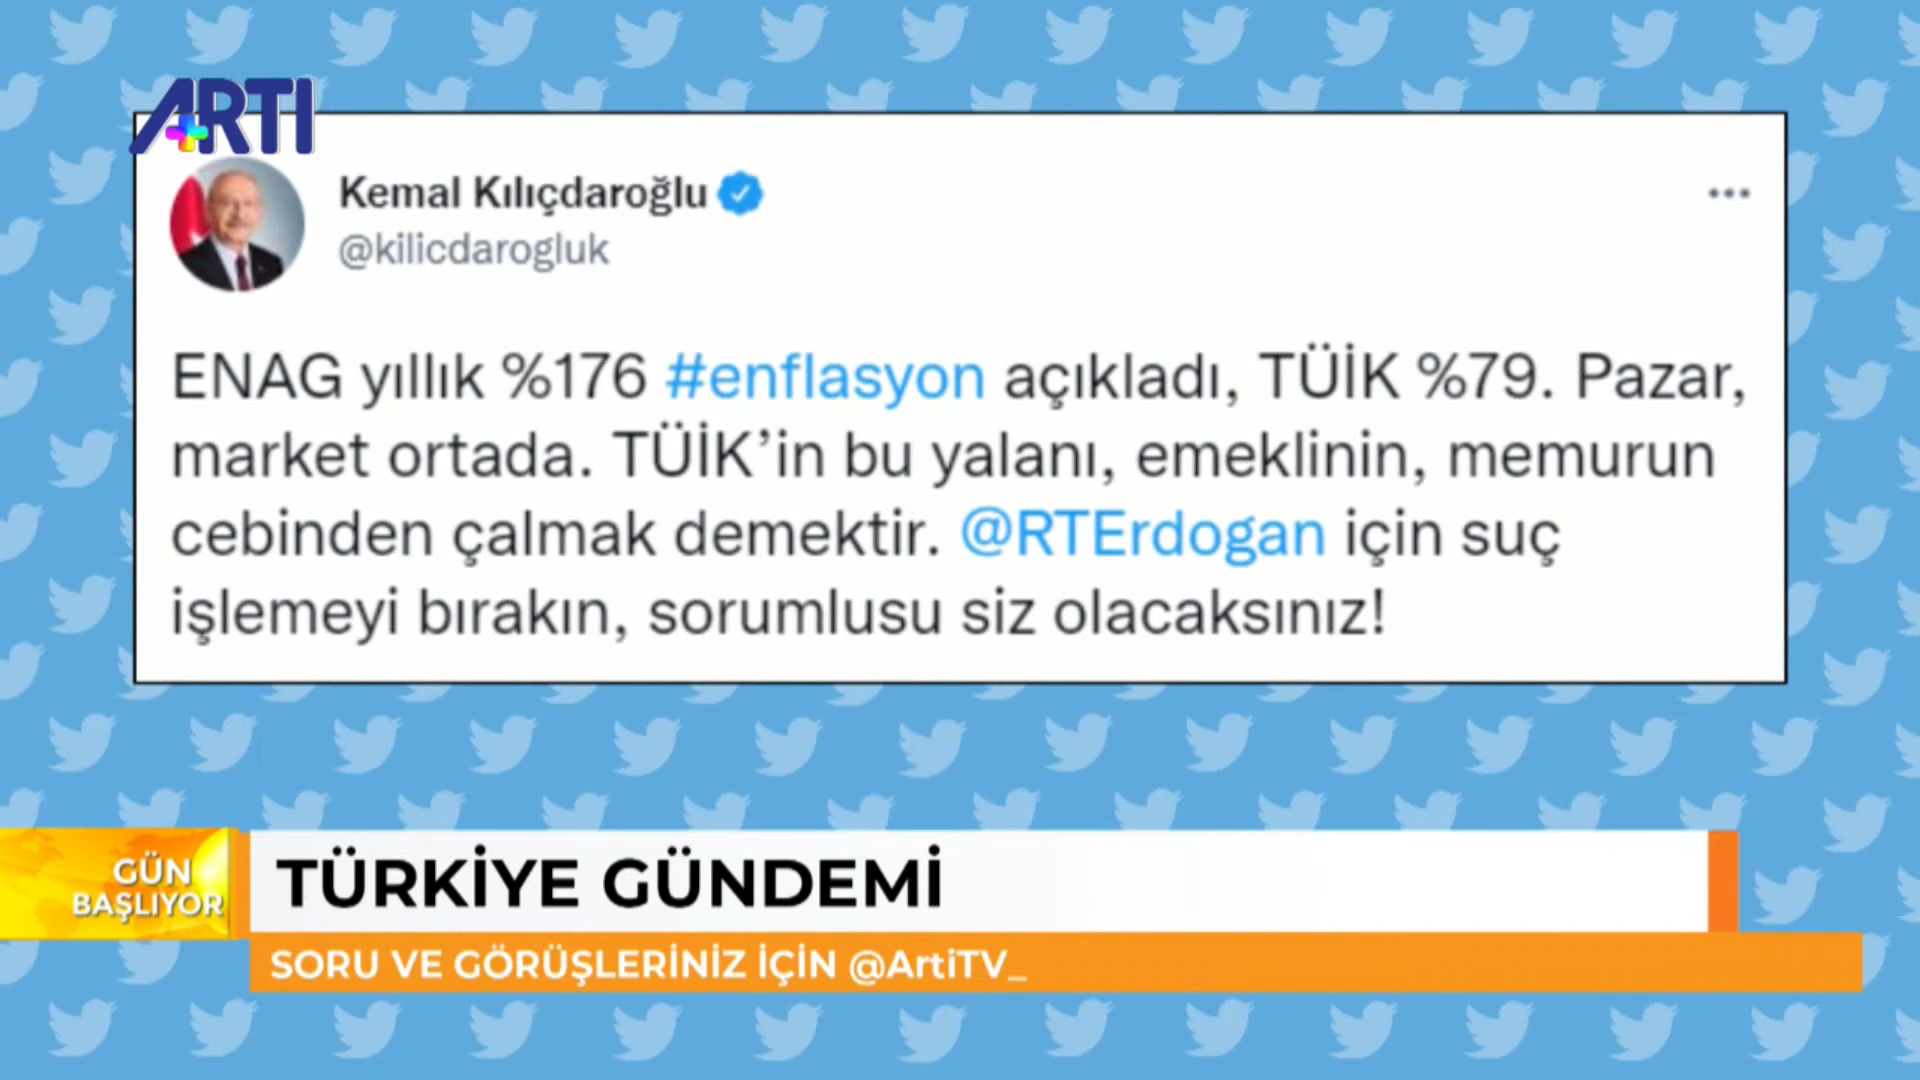 ARTI
Kemal Kılıçdaroğlu
@kilicdarogluk
ENAG yıllık %176 #enflasyon açıkladı, TÜİK %79. Pazar,
market ortada. TÜİK’in bu yalanı, emeklinin, memurun
cebinden çalmak demektir. @RTErdogan için suç
işlemeyi bırakın, sorumlusu siz olacaksınız!
GÜN
BAŞLIYOR
TÜRKİYE GÜNDEMİ
SORU VE GÖRÜŞLERİNİZ İÇİN @ArtiTV_